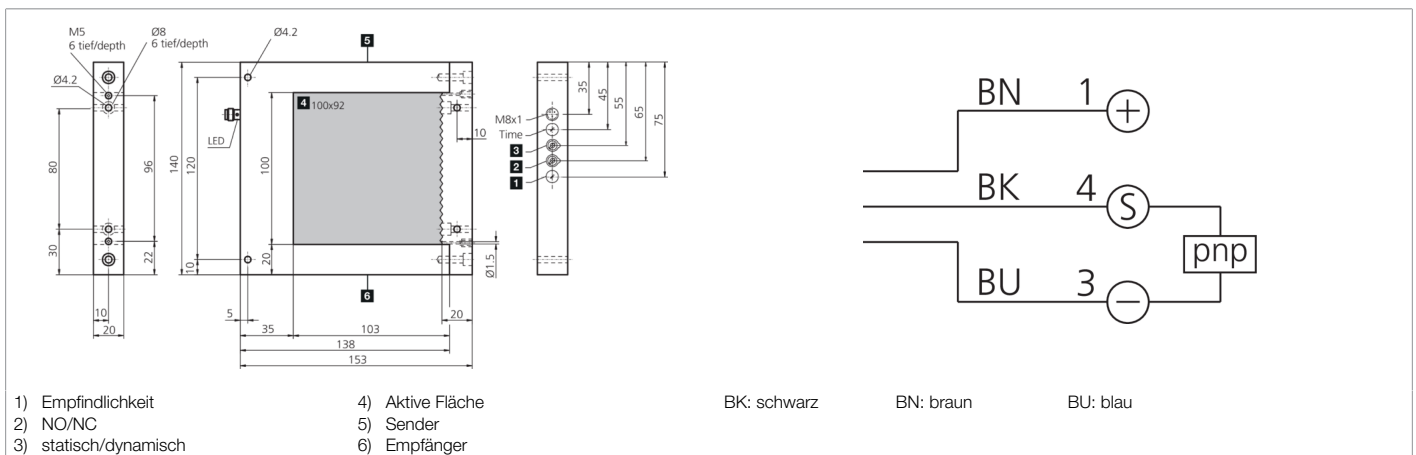 M5
6 tief/depth
Ø8
6 tief/depth
Ø4.2
80
30
96
22
10
20
Ø4.2
5
LED
4 100x92
140
120
100
10
20
10
Ø1.5
5
35
103
20
138
153
6
35
45
55
65
75
M8x1
Time
3
2
1
BN 1 +
BK 4 S
pnp
BU 3 −
1) Empfindlichkeit
2) NO/NC
3) statisch/dynamisch
4) Aktive Fläche
5) Sender
6) Empfänger
BK: schwarz BN: braun BU: blau